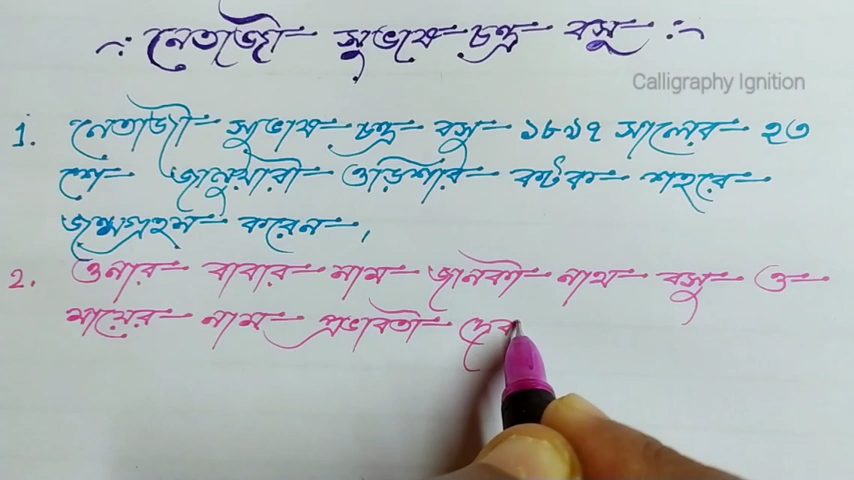 ∴ নেতাজী সুভাষ চন্দ্র বসু ∴
Calligraphy Ignition
1. নেতাজী সুভাষ চন্দ্র বসু ১৮৯৭ সালের ২৩
শে জানুয়ারী ওড়িশার কটক শহরে
জন্মগ্রহন করেন,
2. ওনার বাবার নাম জানকী নাথ বসু ও
মায়ের নাম প্রভাবতী দেব